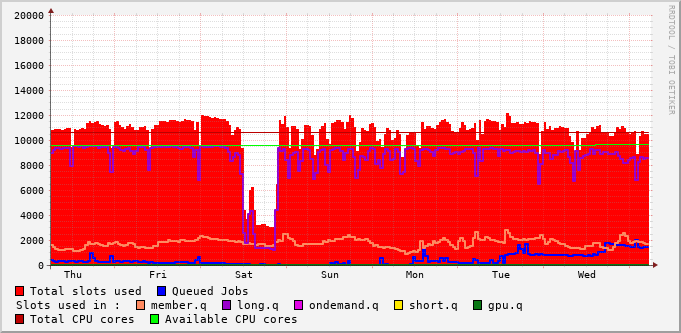 20000
18000
16000
14000
12000
10000
8000
6000
4000
2000
0
Thu Fri Sat Sun Mon Tue Wed
RRDTOOL / TOBI OETIKER
Total slots used Queued Jobs
Slots used in : member.q long.q ondemand.q short.q gpu.q
Total CPU cores Available CPU cores